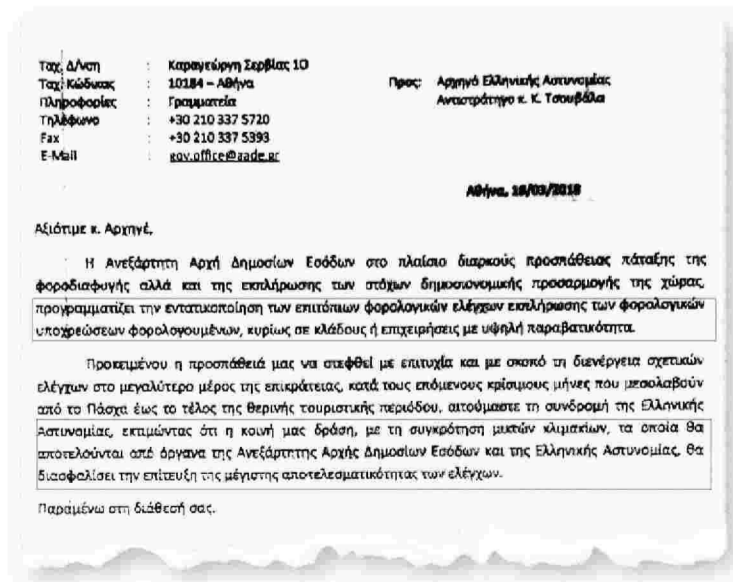 Ταχ. Δ/νση : Καραγεώργη Σερβίας 10
Ταχ. Κώδικας : 10184 – Αθήνα
Πληροφορίες : Γραμματεία
Τηλέφωνο : +30 210 337 5720
Fax : +30 210 337 5393
E-Mail : gov.office@aade.gr
Προς: Αρχηγό Ελληνικής Αστυνομίας
Αντιστράτηγο κ. Κ. Τσουβάλα
Αθήνα, 16/03/2018
Αξιότιμε κ. Αρχηγέ,
Η Ανεξάρτητη Αρχή Δημοσίων Εσόδων στο πλαίσιο διαρκούς προσπάθειας πάταξης της
φοροδιαφυγής αλλά και της εκπλήρωσης των στόχων δημοσιονομικής προσαρμογής της χώρας,
προγραμματίζει την εντατικοποίηση των επιτόπιων φορολογικών ελέγχων εκπλήρωσης των φορολογικών
υποχρεώσεων φορολογουμένων, κυρίως σε κλάδους ή επιχειρήσεις με υψηλή παραβατικότητα.
Προκειμένου η προσπάθειά μας να στεφθεί με επιτυχία και με σκοπό τη διενέργεια σχετικών
ελέγχων στο μεγαλύτερο μέρος της επικράτειας, κατά τους επόμενους κρίσιμους μήνες που μεσολαβούν
από το Πάσχα έως το τέλος της θερινής τουριστικής περιόδου, αιτούμαστε τη συνδρομή της Ελληνικής
Αστυνομίας, εκτιμώντας ότι η κοινή μας δράση, με τη συγκρότηση μικτών κλιμακίων, τα οποία θα
αποτελούνται από όργανα της Ανεξάρτητης Αρχής Δημοσίων Εσόδων και της Ελληνικής Αστυνομίας, θα
διασφαλίσει την επίτευξη της μέγιστης αποτελεσματικότητας των ελέγχων.
Παραμένω στη διάθεσή σας.